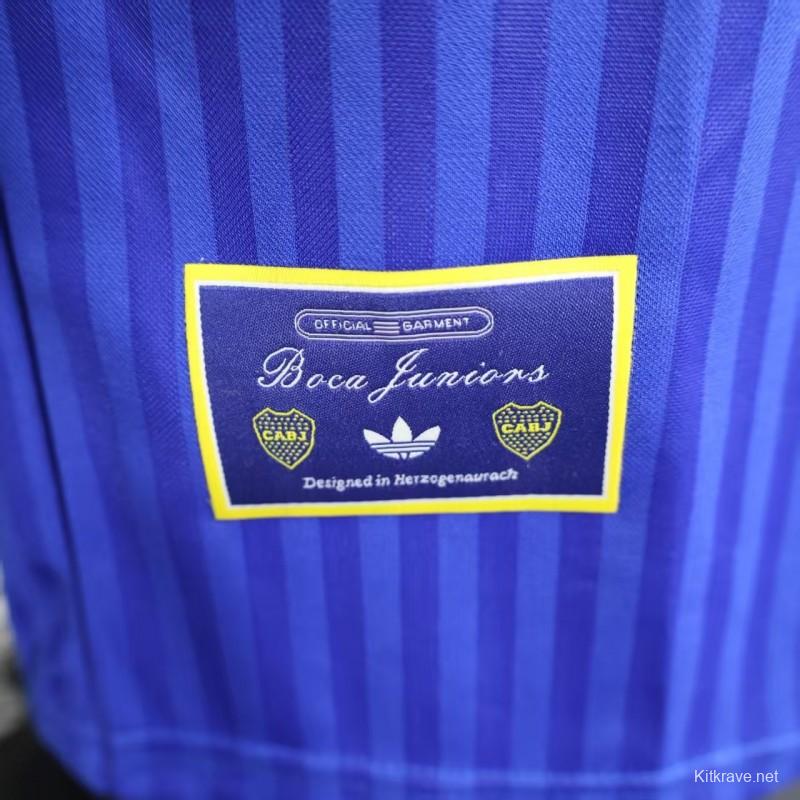 OFFICIAL GARMENT
Boca Juniors
CABJ CABJ
Designed in Herzogenaurach
Kitkrave.net